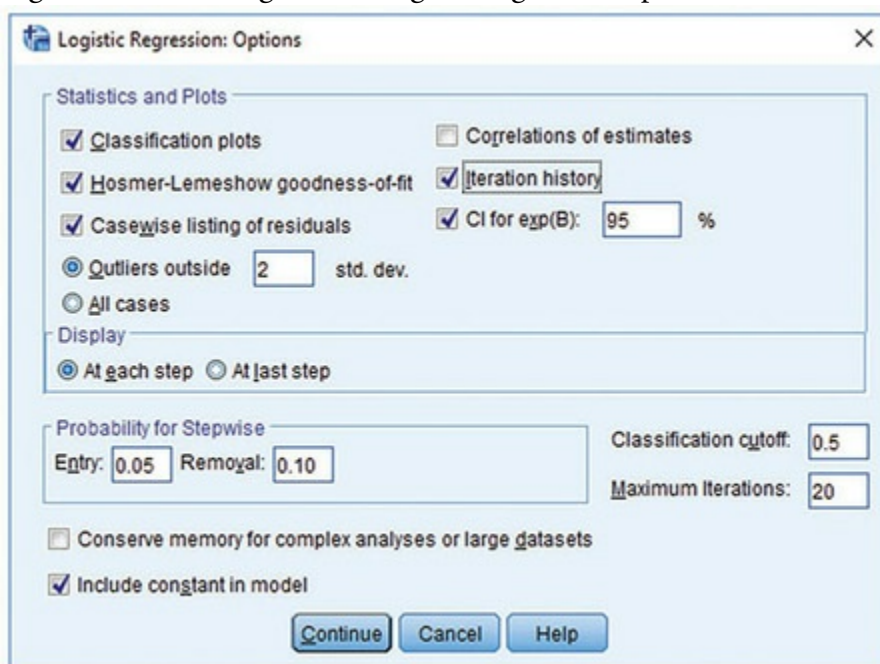 Logistic Regression: Options
Statistics and Plots
Classification plots
Correlations of estimates
Hosmer-Lemeshow goodness-of-fit
Iteration history
Casewise listing of residuals
CI for exp(B): 95 %
Outliers outside 2 std. dev.
All cases
Display
At each step At last step
Probability for Stepwise
Entry: 0.05 Removal: 0.10
Classification cutoff: 0.5
Maximum Iterations: 20
Conserve memory for complex analyses or large datasets
Include constant in model
Continue Cancel Help